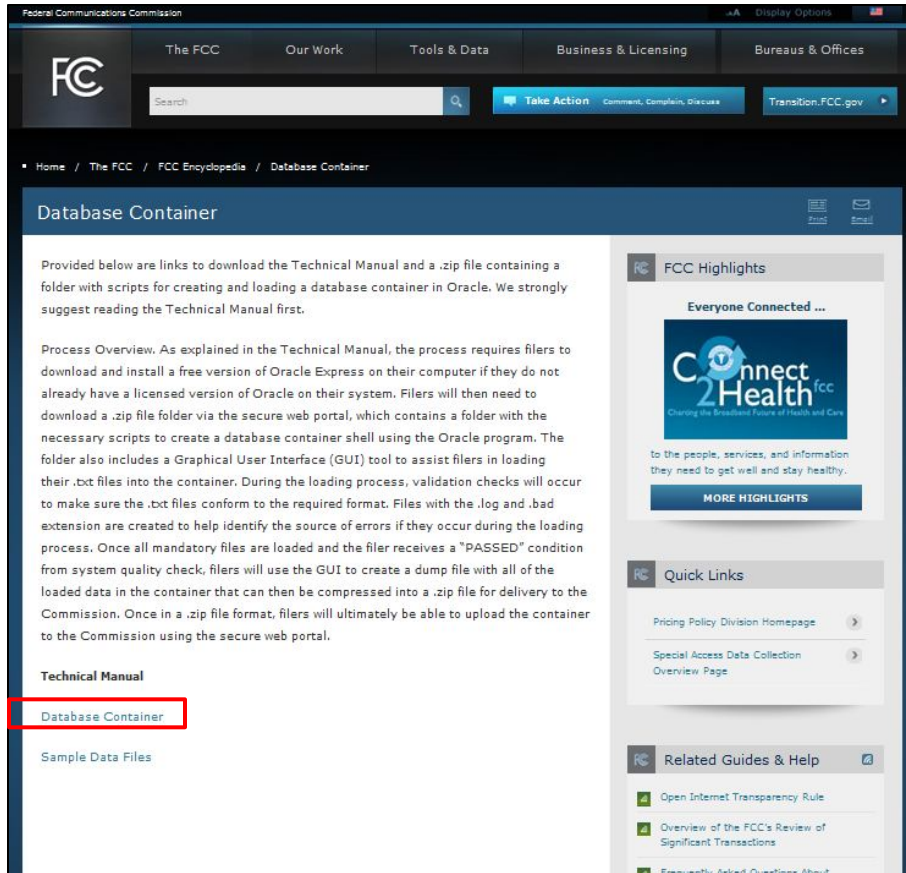 Federal Communications Commission
AA Display Options
The FCC
Our Work
Tools & Data
Business & Licensing
Bureaus & Offices
FCC
Search
Take Action Comment, Complain, Discuss
Transition.FCC.gov
Home / The FCC / FCC Encyclopedia / Database Container
Database Container
Print
Email
Provided below are links to download the Technical Manual and a .zip file containing a
folder with scripts for creating and loading a database container in Oracle. We strongly
suggest reading the Technical Manual first.
Process Overview. As explained in the Technical Manual, the process requires filers to
download and install a free version of Oracle Express on their computer if they do not
already have a licensed version of Oracle on their system. Filers will then need to
download a .zip file folder via the secure web portal, which contains a folder with the
necessary scripts to create a database container shell using the Oracle program. The
folder also includes a Graphical User Interface (GUI) tool to assist filers in loading
their .txt files into the container. During the loading process, validation checks will occur
to make sure the .txt files conform to the required format. Files with the .log and .bad
extension are created to help identify the source of errors if they occur during the loading
process. Once all mandatory files are loaded and the filer receives a “PASSED” condition
from system quality check, filers will use the GUI to create a dump file with all of the
loaded data in the container that can then be compressed into a .zip file for delivery to the
Commission. Once in a .zip file format, filers will ultimately be able to upload the container
to the Commission using the secure web portal.
Technical Manual
Database Container
Sample Data Files
FCC FCC Highlights
Everyone Connected ...
Connect
2Health fcc
Charting the Broadband Future of Health and Care
to the people, services, and information
they need to get well and stay healthy.
MORE HIGHLIGHTS
FCC Quick Links
Pricing Policy Division Homepage
Special Access Data Collection
Overview Page
FCC Related Guides & Help
Open Internet Transparency Rule
Overview of the FCC's Review of
Significant Transactions
Frequently Asked Questions About